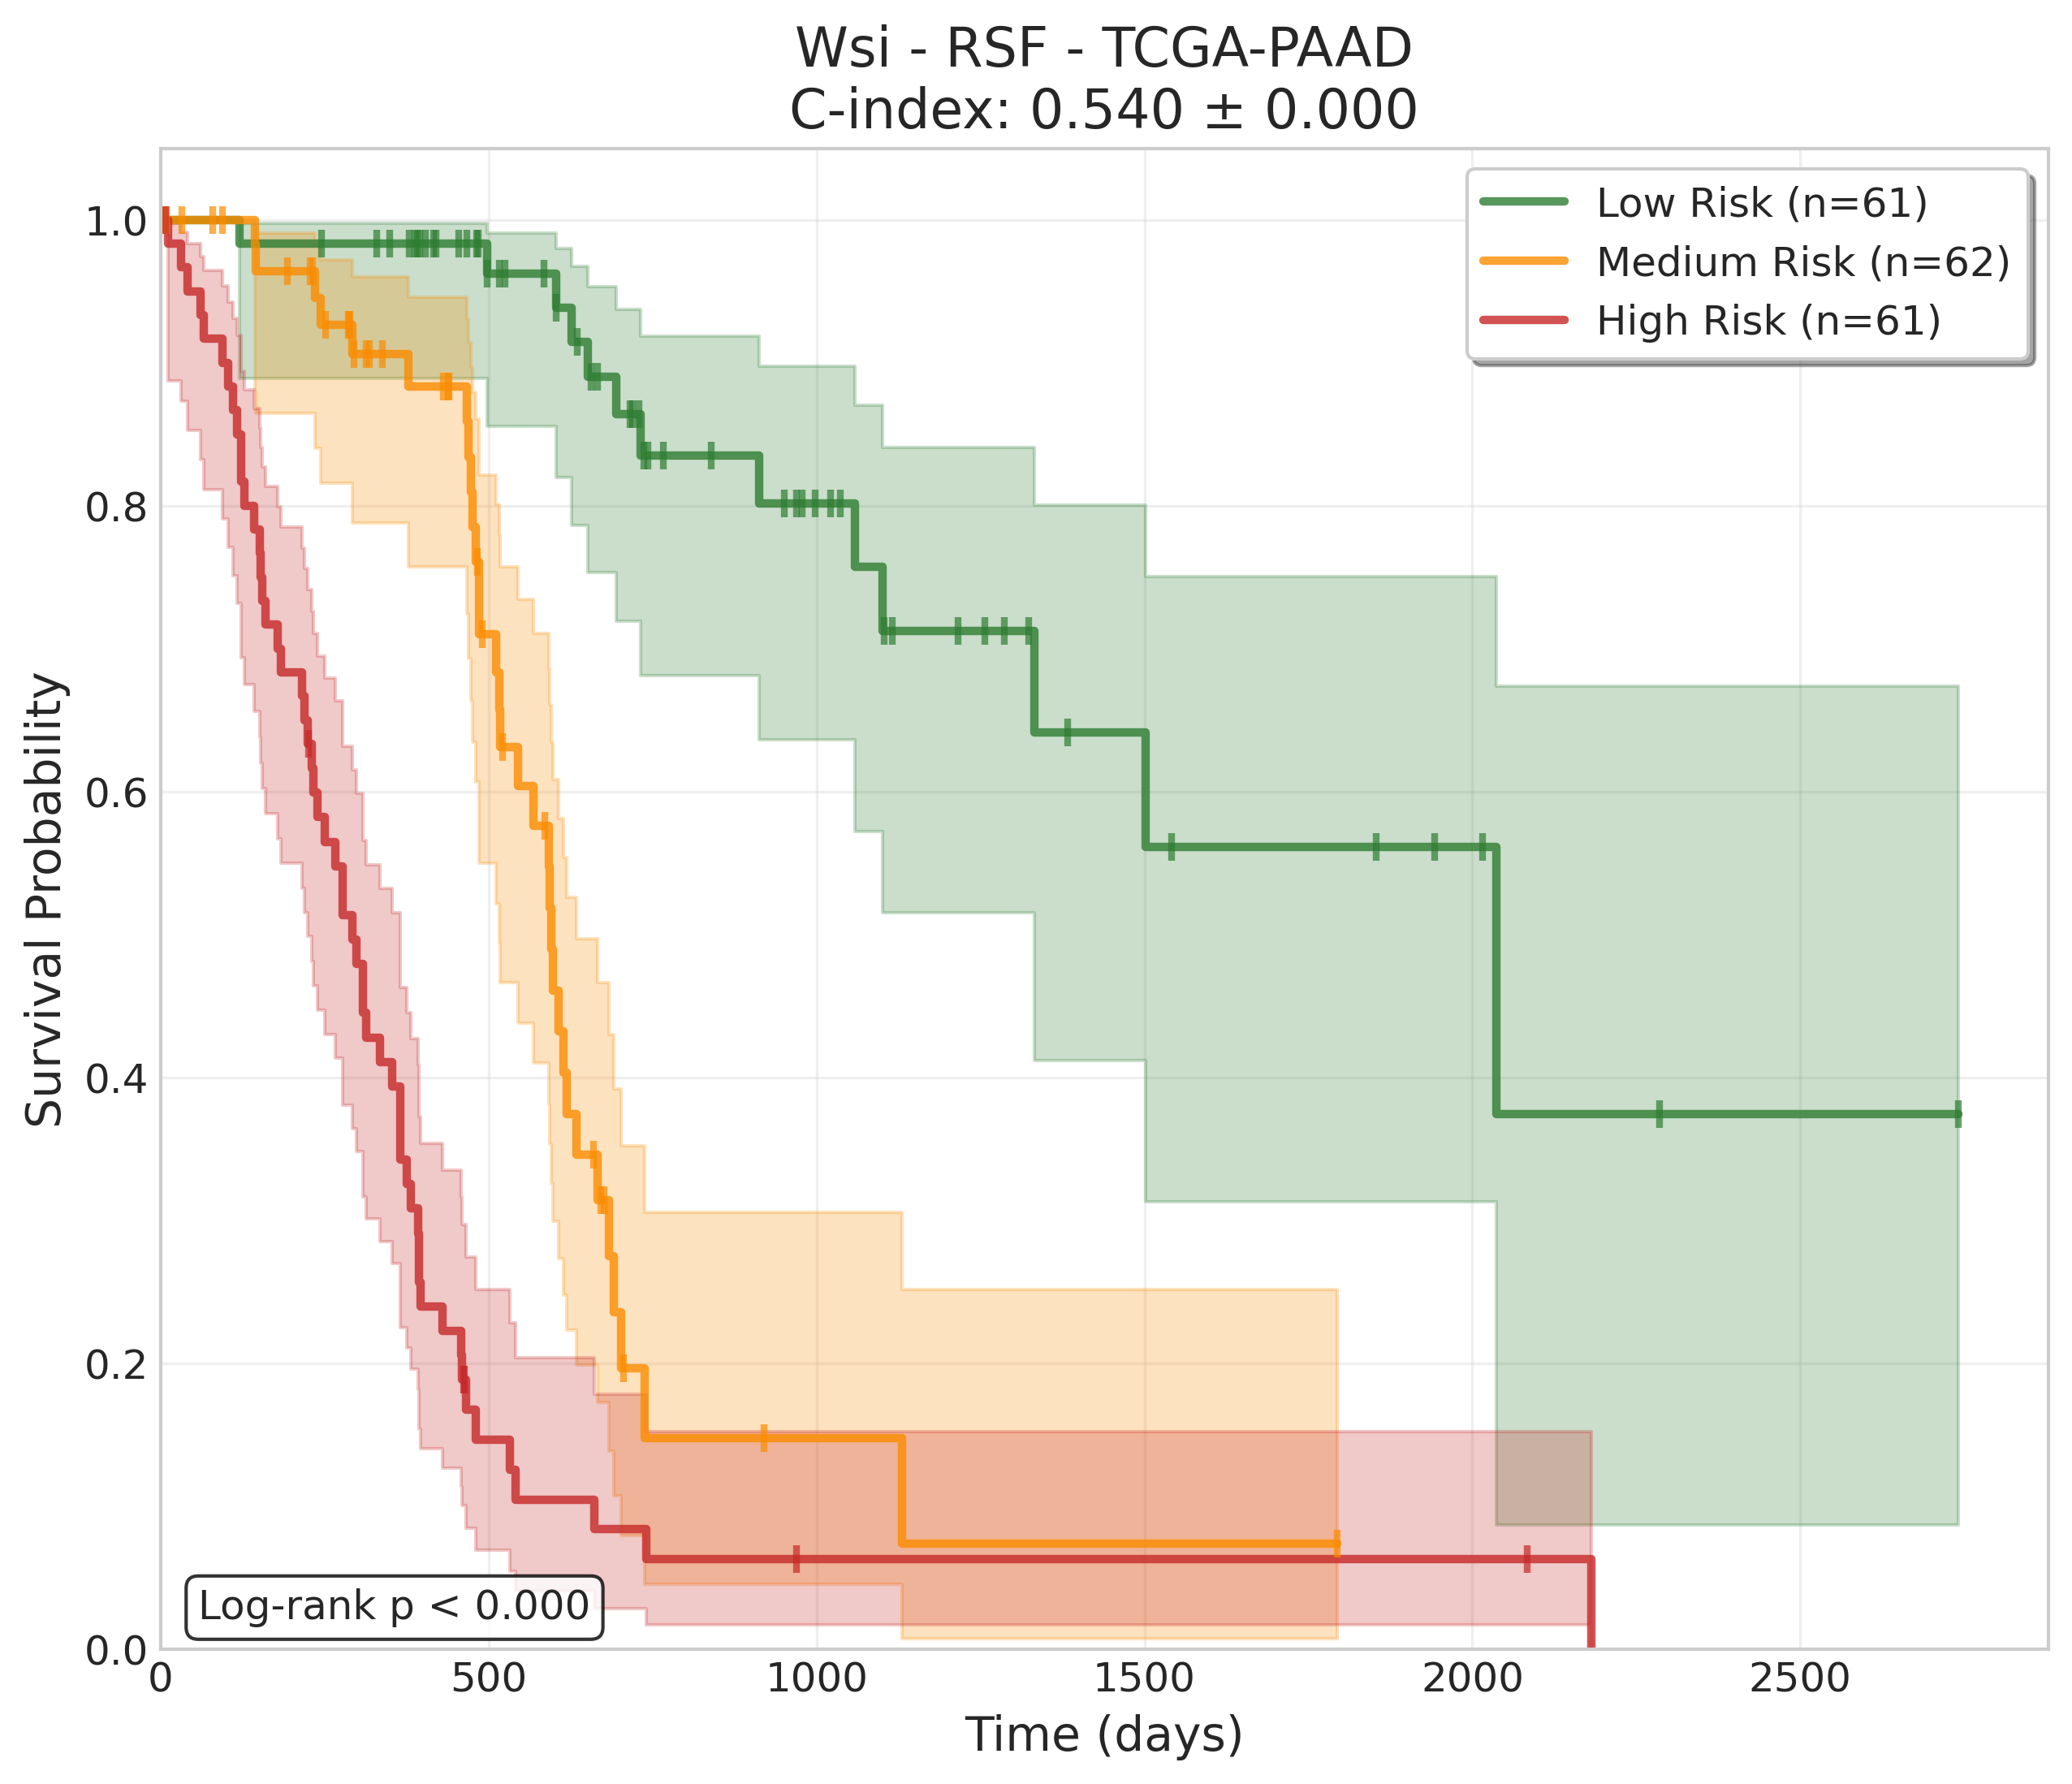 Wsi - RSF - TCGA-PAAD
C-index: 0.540 ± 0.000
Low Risk (n=61)
Medium Risk (n=62)
High Risk (n=61)
Survival Probability
1.0
0.8
0.6
0.4
0.2
0.0
Log-rank p < 0.000
0 500 1000 1500 2000 2500
Time (days)